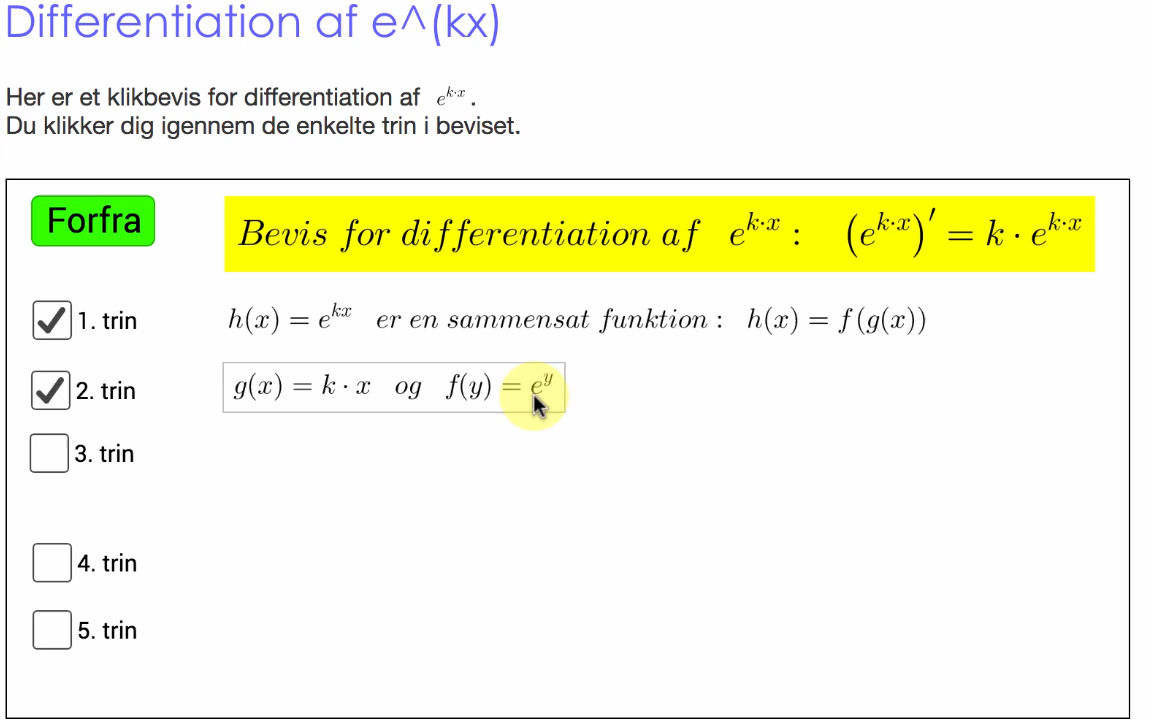 Differentiation af e^(kx)
Her er et klikbevis for differentiation af e^{k·x} .
Du klikker dig igennem de enkelte trin i beviset.
Forfra
Bevis for differentiation af e^{k·x} : (e^{k·x})′ = k · e^{k·x}
1. trin h(x) = e^{kx} er en sammensat funktion : h(x) = f(g(x))
2. trin g(x) = k · x og f(y) = e^{y}
3. trin
4. trin
5. trin